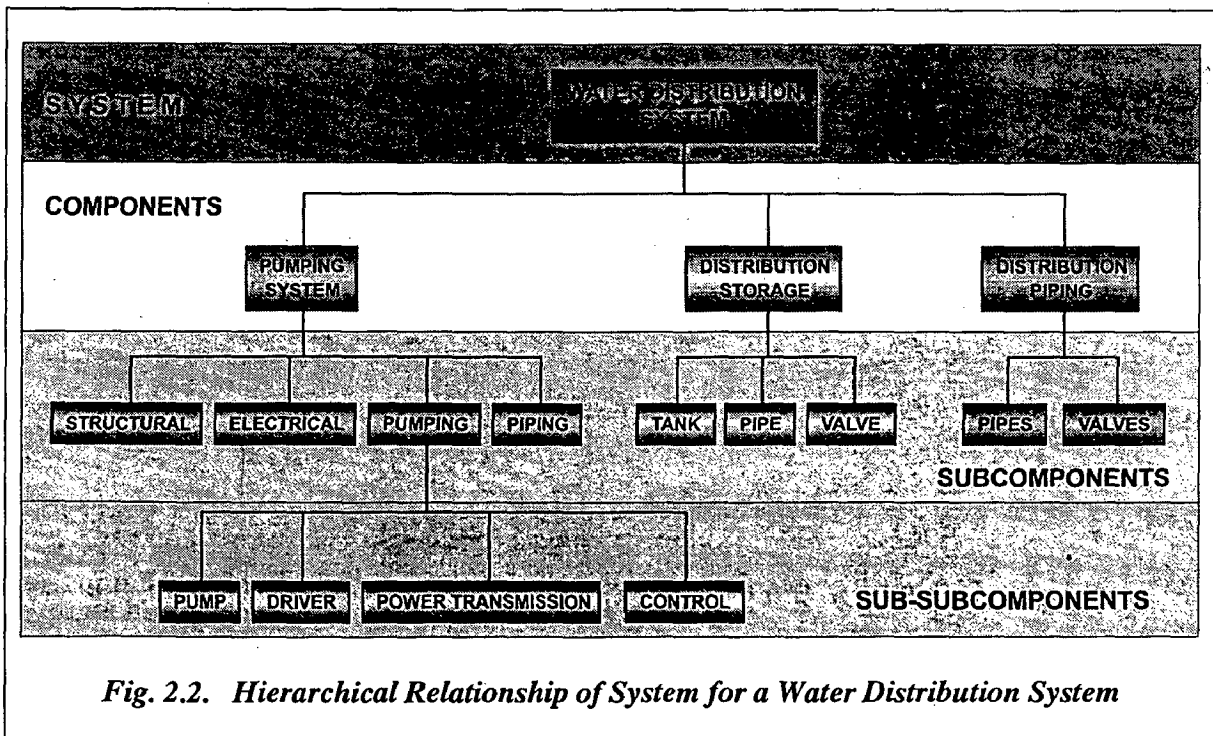 SYSTEM
WATER DISTRIBUTION
SYSTEM
COMPONENTS
PUMPING
SYSTEM
DISTRIBUTION
STORAGE
DISTRIBUTION
PIPING
STRUCTURAL
ELECTRICAL
PUMPING
PIPING
TANK
PIPE
VALVE
PIPES
VALVES
SUBCOMPONENTS
PUMP
DRIVER
POWER TRANSMISSION
CONTROL
SUB-SUBCOMPONENTS
Fig. 2.2. Hierarchical Relationship of System for a Water Distribution System